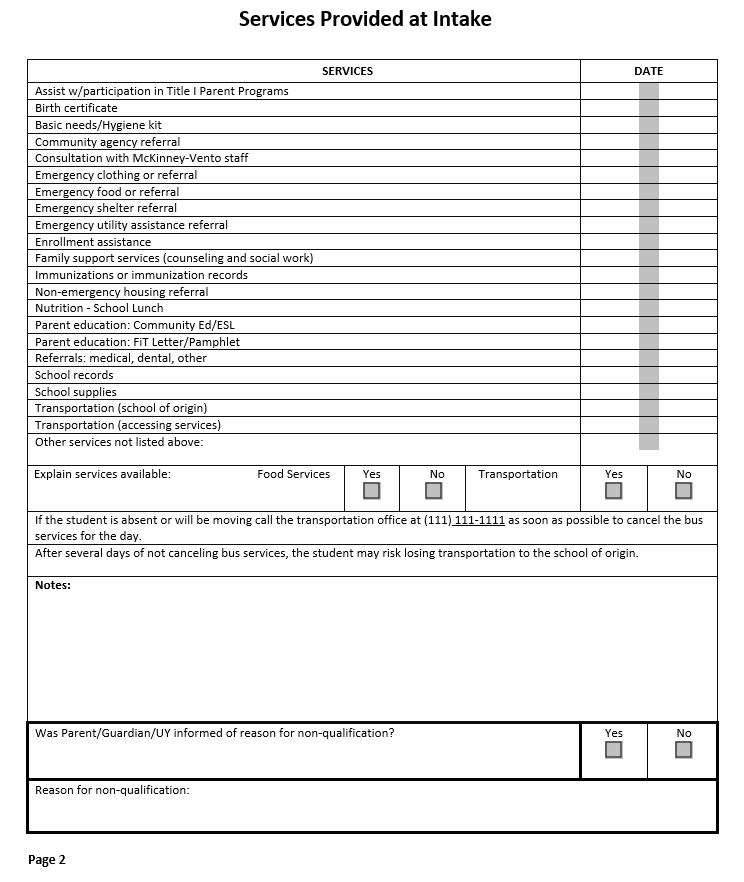 Services Provided at Intake
SERVICES DATE
Assist w/participation in Title I Parent Programs
Birth certificate
Basic needs/Hygiene kit
Community agency referral
Consultation with McKinney-Vento staff
Emergency clothing or referral
Emergency food or referral
Emergency shelter referral
Emergency utility assistance referral
Enrollment assistance
Family support services (counseling and social work)
Immunizations or immunization records
Non-emergency housing referral
Nutrition - School Lunch
Parent education: Community Ed/ESL
Parent education: FiT Letter/Pamphlet
Referrals: medical, dental, other
School records
School supplies
Transportation (school of origin)
Transportation (accessing services)
Other services not listed above:
Explain services available: Food Services Yes No Transportation Yes No
If the student is absent or will be moving call the transportation office at (111) 111-1111 as soon as possible to cancel the bus
services for the day.
After several days of not canceling bus services, the student may risk losing transportation to the school of origin.
Notes:
Was Parent/Guardian/UY informed of reason for non-qualification? Yes No
Reason for non-qualification:
Page 2